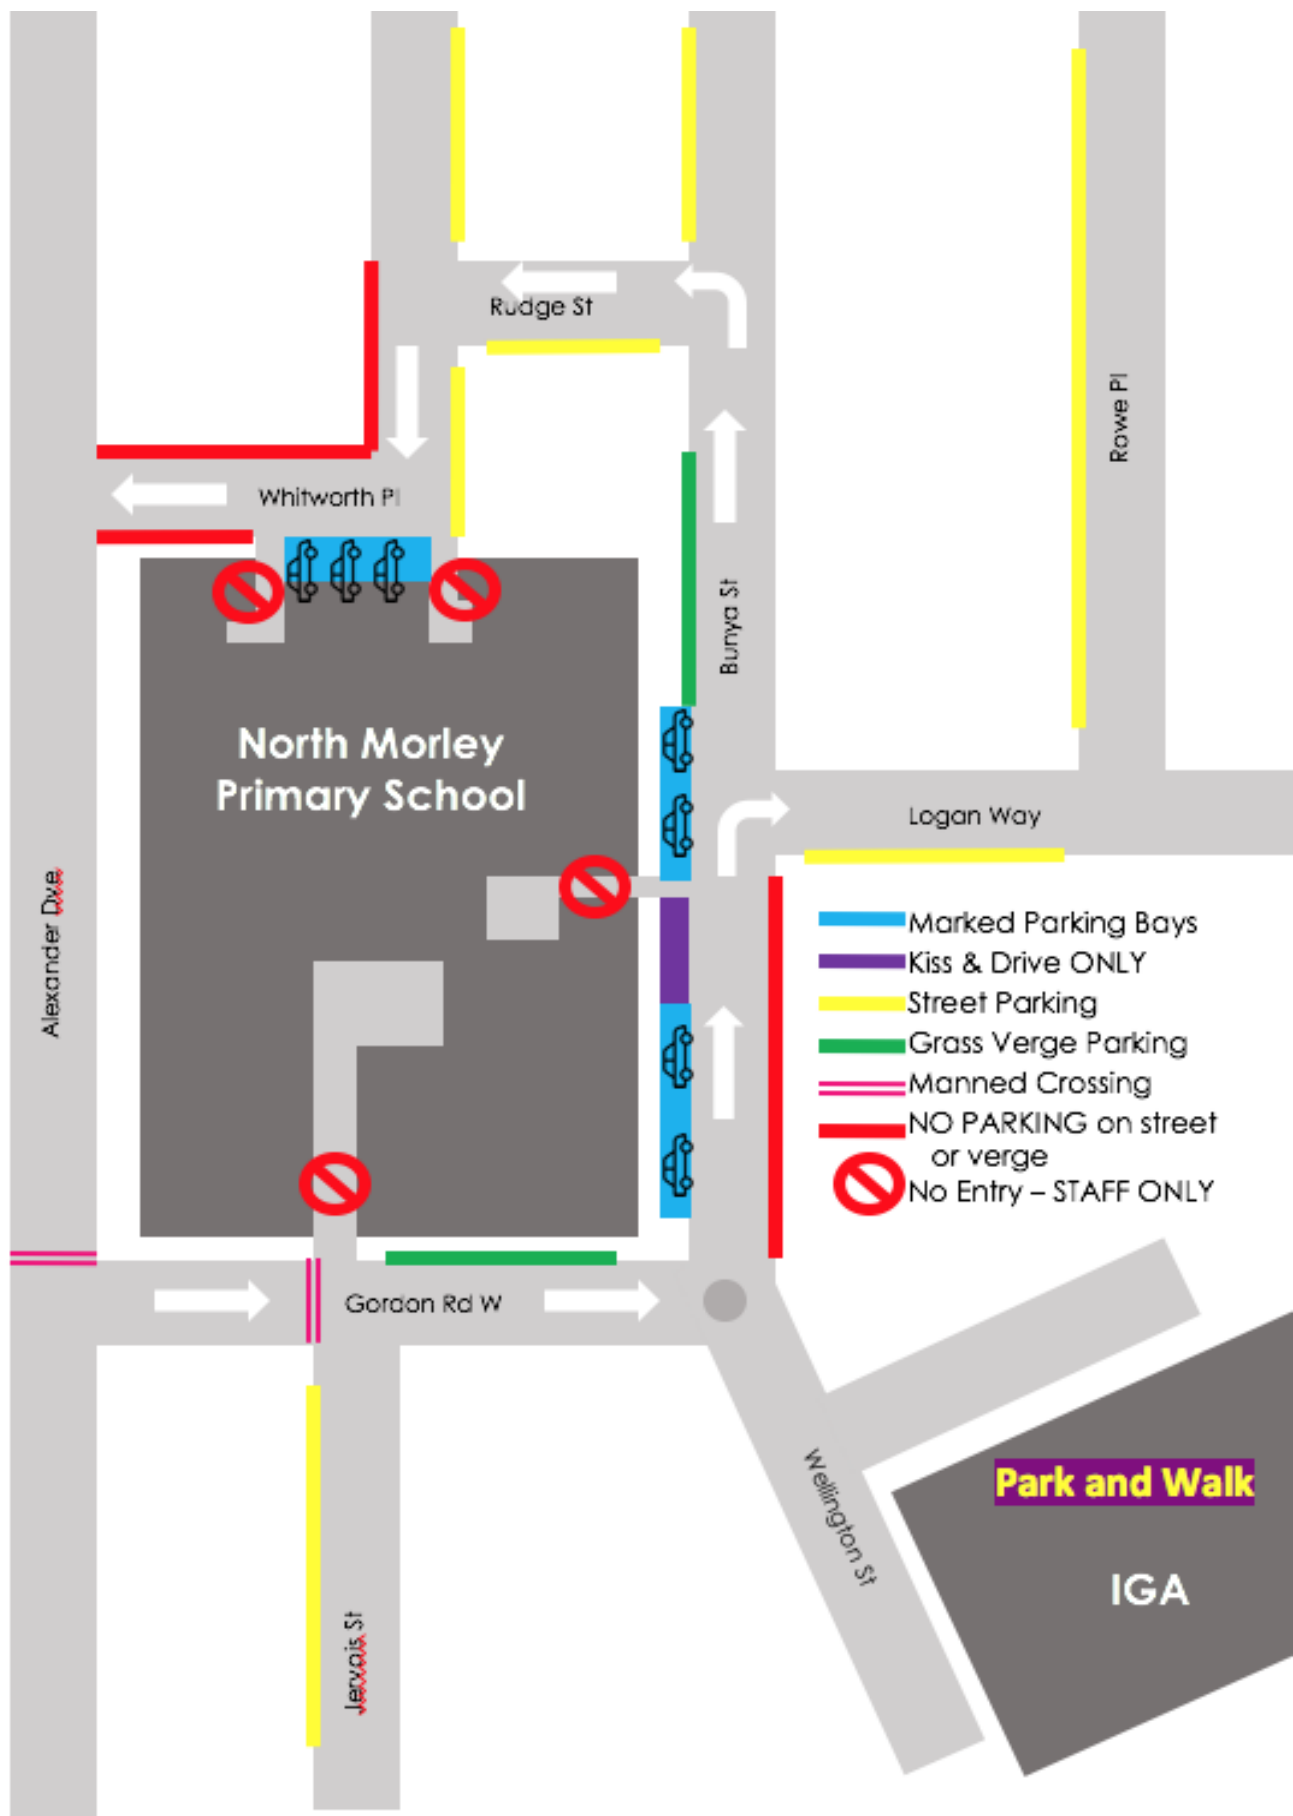 Rudge St
Rowe Pl
Whitworth Pl
Bunya St
North Morley
Primary School
Logan Way
Alexander Dve
Marked Parking Bays
Kiss & Drive ONLY
Street Parking
Grass Verge Parking
Manned Crossing
NO PARKING on street
or verge
No Entry – STAFF ONLY
Gordon Rd W
Wellington St
Park and Walk
IGA
Jervois St